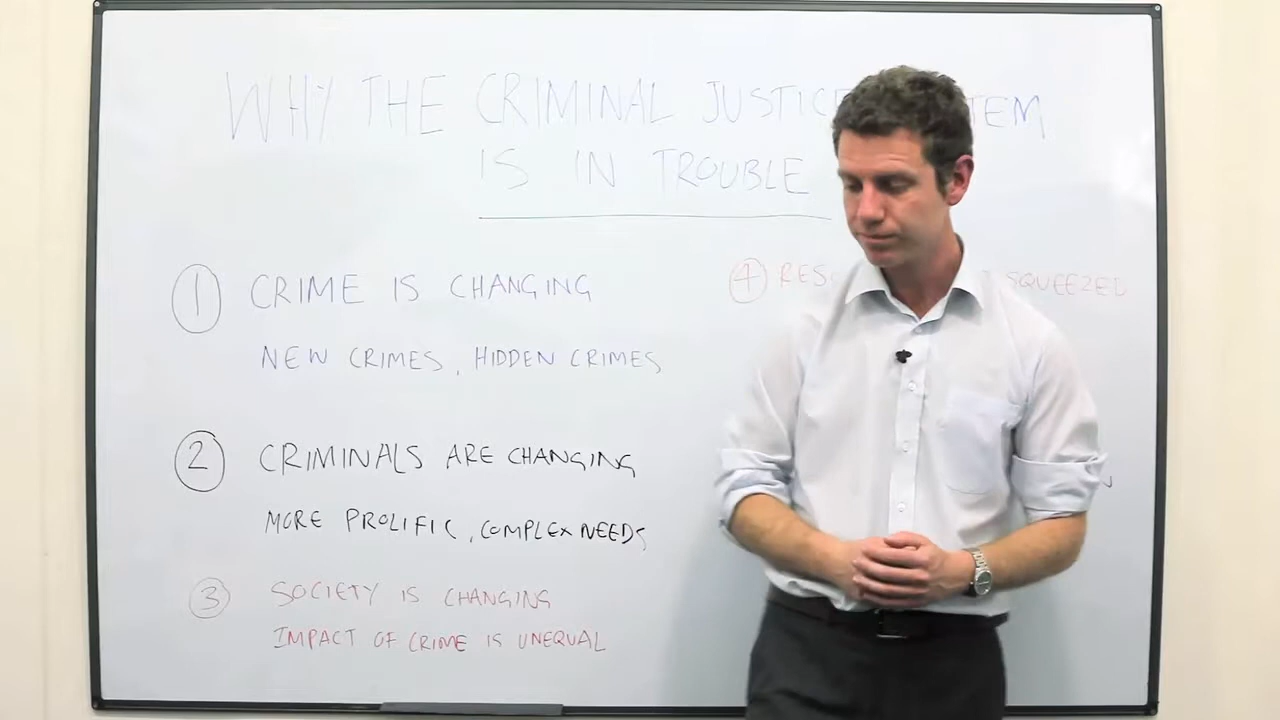 WHY THE CRIMINAL JUSTICE TEM
IS IN TROUBLE
1 CRIME IS CHANGING
NEW CRIMES, HIDDEN CRIMES
2 CRIMINALS ARE CHANGING
MORE PROLIFIC, COMPLEX NEEDS
3 SOCIETY IS CHANGING
IMPACT OF CRIME IS UNEQUAL
4 RES SQUEEZED